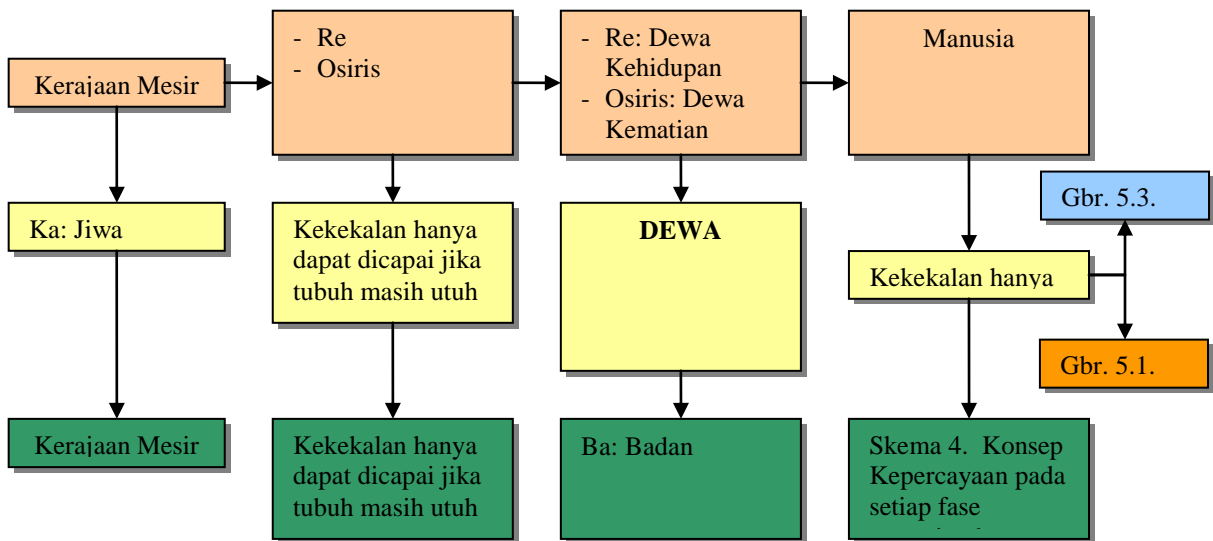 Kerajaan Mesir
- Re
- Osiris
- Re: Dewa
Kehidupan
- Osiris: Dewa
Kematian
Manusia
Ka: Jiwa
Kekekalan hanya
dapat dicapai jika
tubuh masih utuh
DEWA
Kekekalan hanya
Gbr. 5.3.
Gbr. 5.1.
Kerajaan Mesir
Kekekalan hanya
dapat dicapai jika
tubuh masih utuh
Ba: Badan
Skema 4. Konsep
Kepercayaan pada
setiap fase